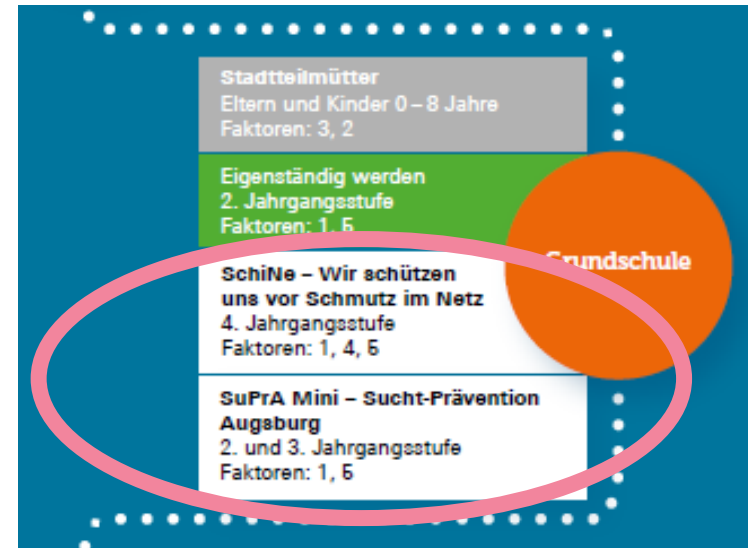 Stadtteilmütter
Eltern und Kinder 0 – 8 Jahre
Faktoren: 3, 2
Eigenständig werden
2. Jahrgangsstufe
Faktoren: 1, 5
Grundschule
SchiNe – Wir schützen
uns vor Schmutz im Netz
4. Jahrgangsstufe
Faktoren: 1, 4, 5
SuPrA Mini – Sucht-Prävention
Augsburg
2. und 3. Jahrgangsstufe
Faktoren: 1, 5